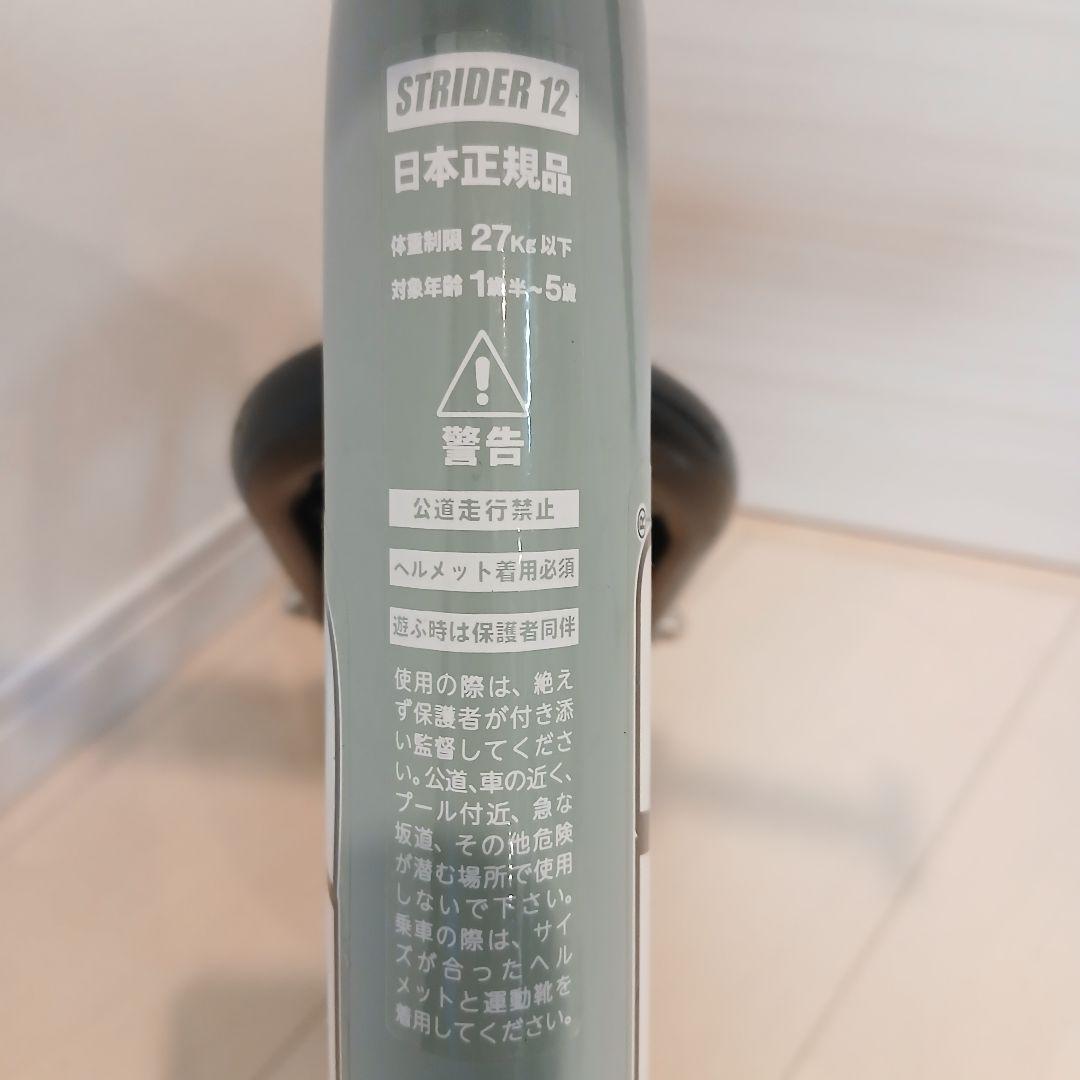 STRIDER 12
日本正規品
体重制限 27Kg 以下
対象年齢 1歳半~5歳
警告
公道走行禁止
ヘルメット着用必須
遊ぶ時は保護者同伴
使用の際は、絶え
ず保護者が付き添
い監督してくださ
い。公道、車の近く、
プール付近、急な
坂道、その他危険
が潜む場所で使用
しないで下さい。
乗車の際は、サイ
ズが合ったヘル
メットと運動靴を
着用してください。
®